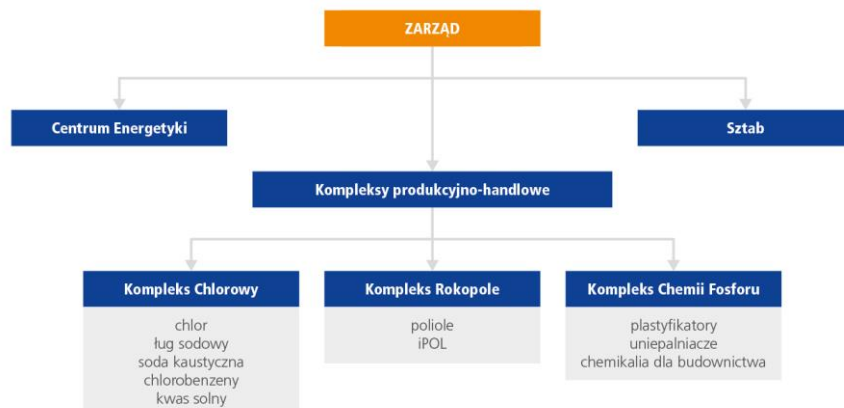 ZARZĄD
Centrum Energetyki
Sztab
Kompleksy produkcyjno-handlowe
Kompleks Chlorowy
chlor
ług sodowy
soda kaustyczna
chlorobenzeny
kwas solny
Kompleks Rokopole
poliole
iPOL
Kompleks Chemii Fosforu
plastyfikatory
uniepalniacze
chemikalia dla budownictwa